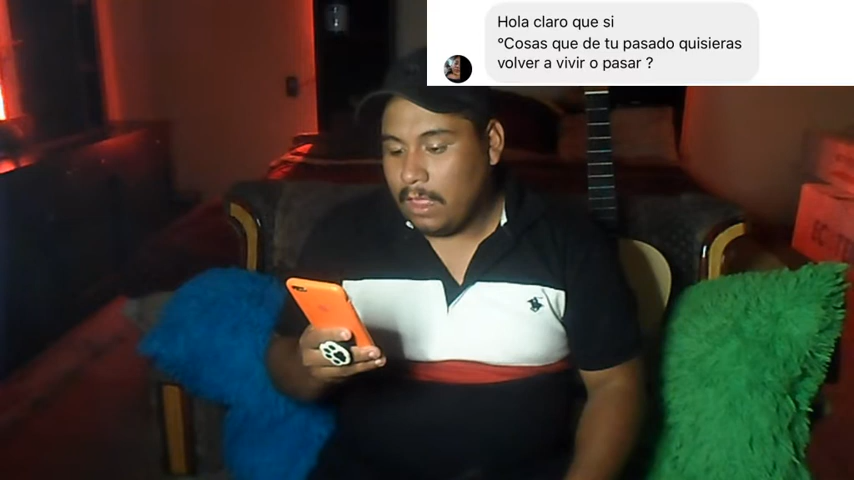 Hola claro que si
°Cosas que de tu pasado quisieras
volver a vivir o pasar ?